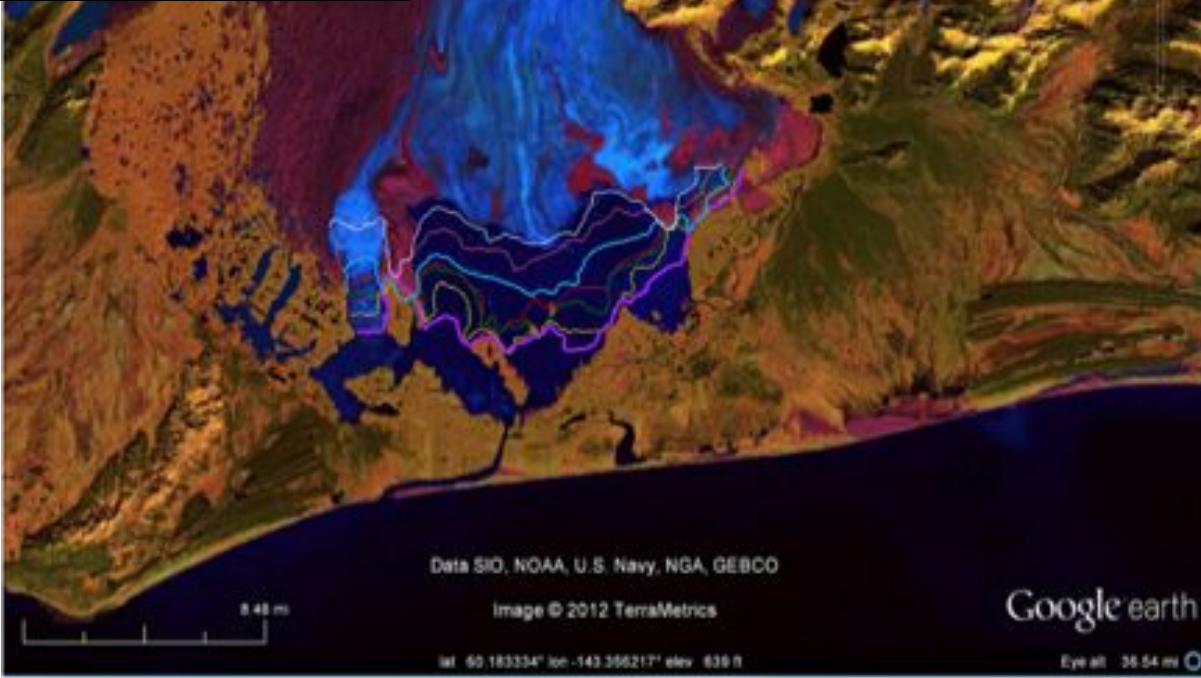 8.48 mi
Data SIO, NOAA, U.S. Navy, NGA, GEBCO
Image © 2012 TerraMetrics
Google earth
lat 60.183334° lon -143.356217° elev 639 ft
Eye alt 36.54 mi